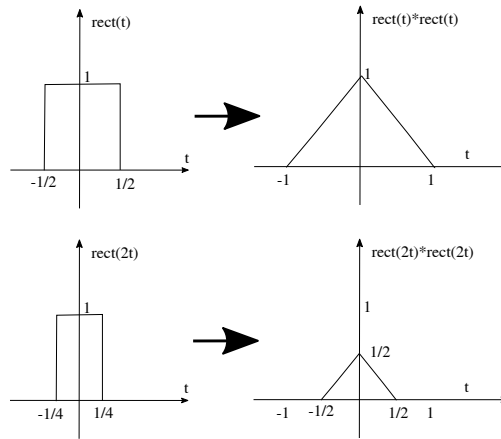 rect(t)
1
t
-1/2
1/2
rect(t)*rect(t)
1
t
-1
1
rect(2t)
1
t
-1/4
1/4
rect(2t)*rect(2t)
1
1/2
t
-1
-1/2
1/2
1